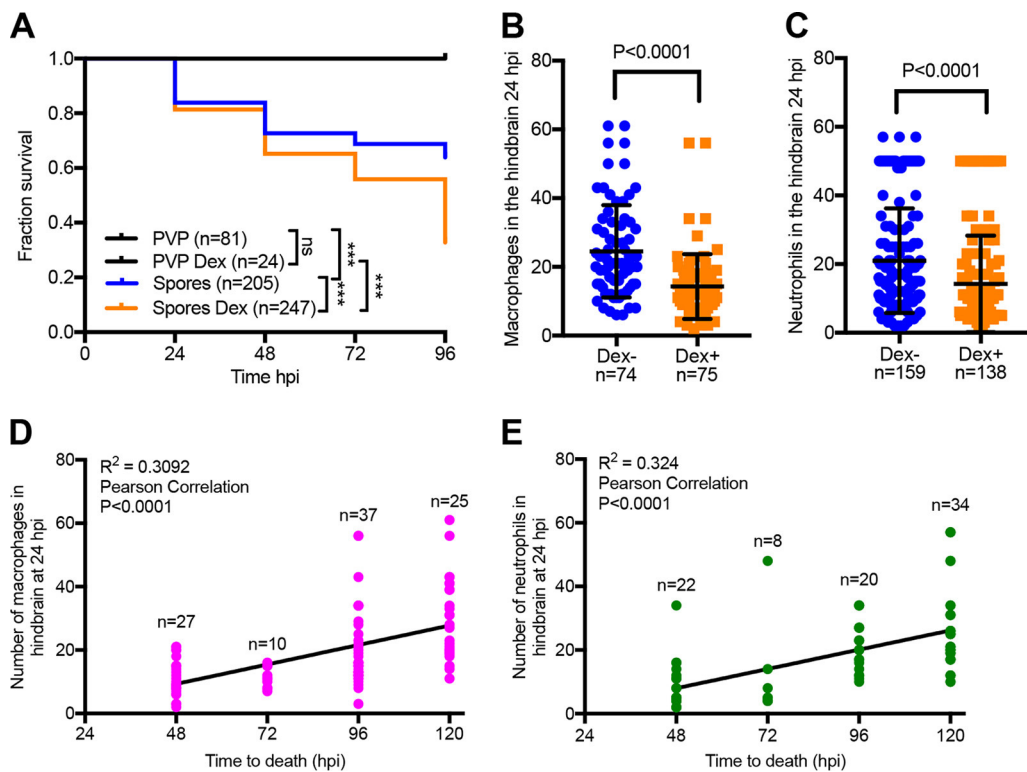 A
Fraction survival
1.0
0.8
0.6
0.4
0.2
0.0
PVP (n=81)
PVP Dex (n=24)
Spores (n=205)
Spores Dex (n=247)
ns
***
***
***
0 24 48 72 96
Time hpi
B
P<0.0001
Macrophages in the hindbrain 24 hpi
80
60
40
20
0
Dex- Dex+
n=74 n=75
C
P<0.0001
Neutrophils in the hindbrain 24 hpi
80
60
40
20
0
Dex- Dex+
n=159 n=138
D
Number of macrophages in
hindbrain at 24 hpi
80
60
40
20
0
R² = 0.3092
Pearson Correlation
P<0.0001
n=27
n=10
n=37
n=25
24 48 72 96 120
Time to death (hpi)
E
Number of neutrophils in
hindbrain at 24 hpi
80
60
40
20
0
R² = 0.324
Pearson Correlation
P<0.0001
n=22
n=8
n=20
n=34
24 48 72 96 120
Time to death (hpi)